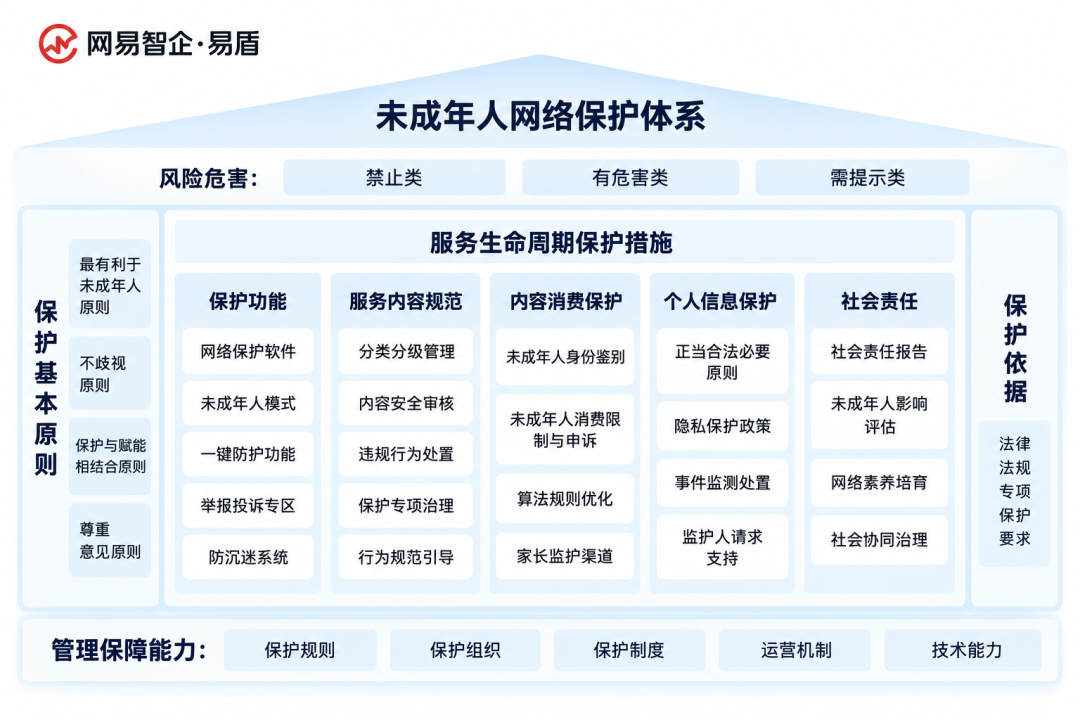 网易智企·易盾
未成年人网络保护体系
风险危害：
禁止类
有危害类
需提示类
保护基本原则
最有利于
未成年人
原则
不歧视
原则
保护与赋能
相结合原则
尊重
意见原则
服务生命周期保护措施
保护功能
网络保护软件
未成年人模式
一键防护功能
举报投诉专区
防沉迷系统
服务内容规范
分类分级管理
内容安全审核
违规行为处置
保护专项治理
行为规范引导
内容消费保护
未成年人身份鉴别
未成年人消费限
制与申诉
算法规则优化
家长监护渠道
个人信息保护
正当合法必要
原则
隐私保护政策
事件监测处置
监护人请求
支持
社会责任
社会责任报告
未成年人影响
评估
网络素养培育
社会协同治理
保护依据
法律
法规
专项
保护
要求
管理保障能力：
保护规则
保护组织
保护制度
运营机制
技术能力